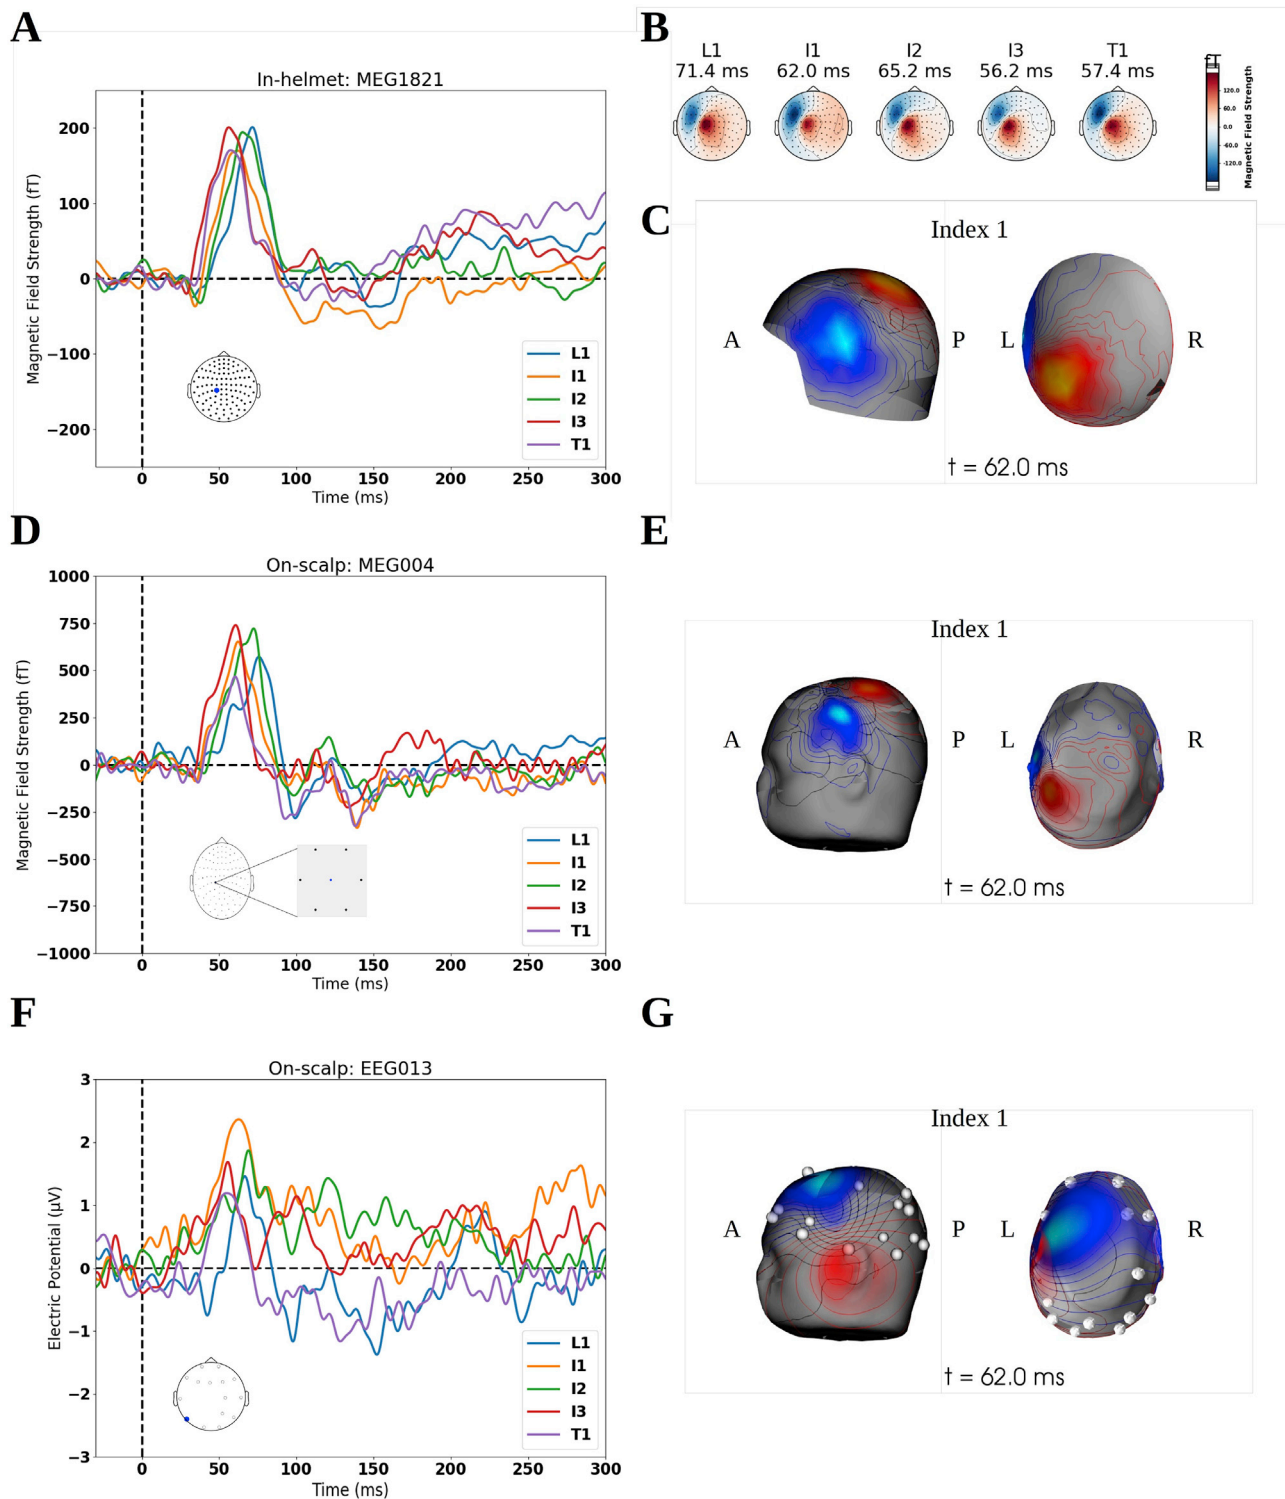 A
In-helmet: MEG1821
Magnetic Field Strength (fT)
200
100
0
−100
−200
0 50 100 150 200 250 300
Time (ms)
L1
I1
I2
I3
T1
B
L1 I1 I2 I3 T1
71.4 ms 62.0 ms 65.2 ms 56.2 ms 57.4 ms
fT
120.0
60.0
0.0
-60.0
-120.0
Magnetic Field Strength
C
Index 1
A P L R
t = 62.0 ms
D
On-scalp: MEG004
Magnetic Field Strength (fT)
1000
750
500
250
0
−250
−500
−750
−1000
0 50 100 150 200 250 300
Time (ms)
L1
I1
I2
I3
T1
E
Index 1
A P L R
t = 62.0 ms
F
On-scalp: EEG013
Electric Potential (µV)
3
2
1
0
−1
−2
−3
0 50 100 150 200 250 300
Time (ms)
L1
I1
I2
I3
T1
G
Index 1
A P L R
t = 62.0 ms